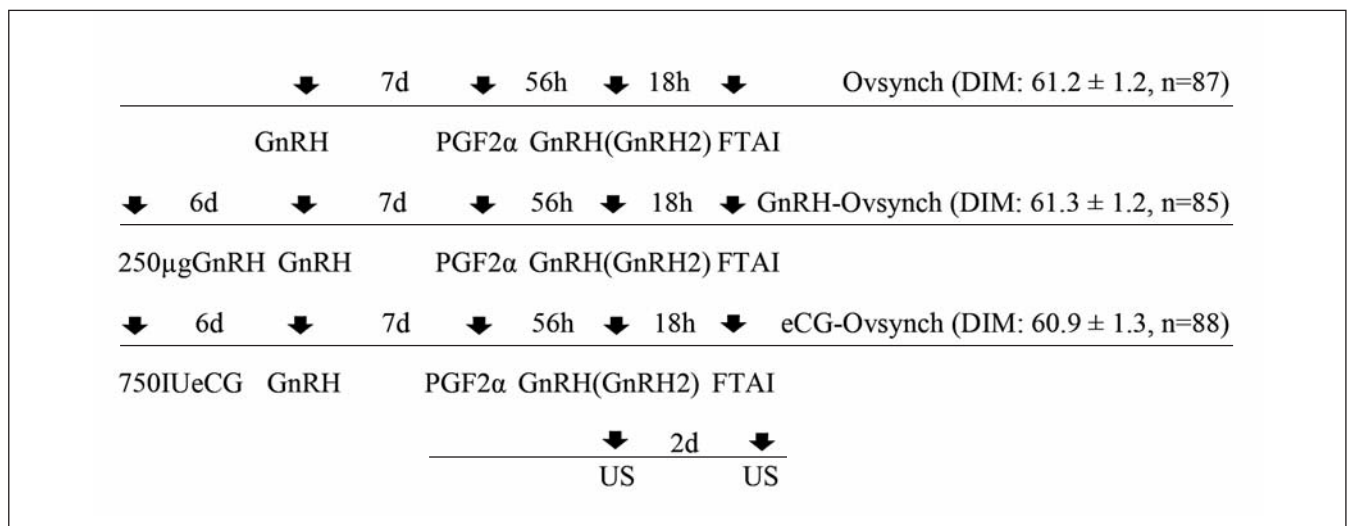 7d 56h 18h Ovsynch (DIM: 61.2 ± 1.2, n=87)
GnRH PGF2α GnRH(GnRH2) FTAI
6d 7d 56h 18h GnRH-Ovsynch (DIM: 61.3 ± 1.2, n=85)
250µgGnRH GnRH PGF2α GnRH(GnRH2) FTAI
6d 7d 56h 18h eCG-Ovsynch (DIM: 60.9 ± 1.3, n=88)
750IUeCG GnRH PGF2α GnRH(GnRH2) FTAI
2d
US US